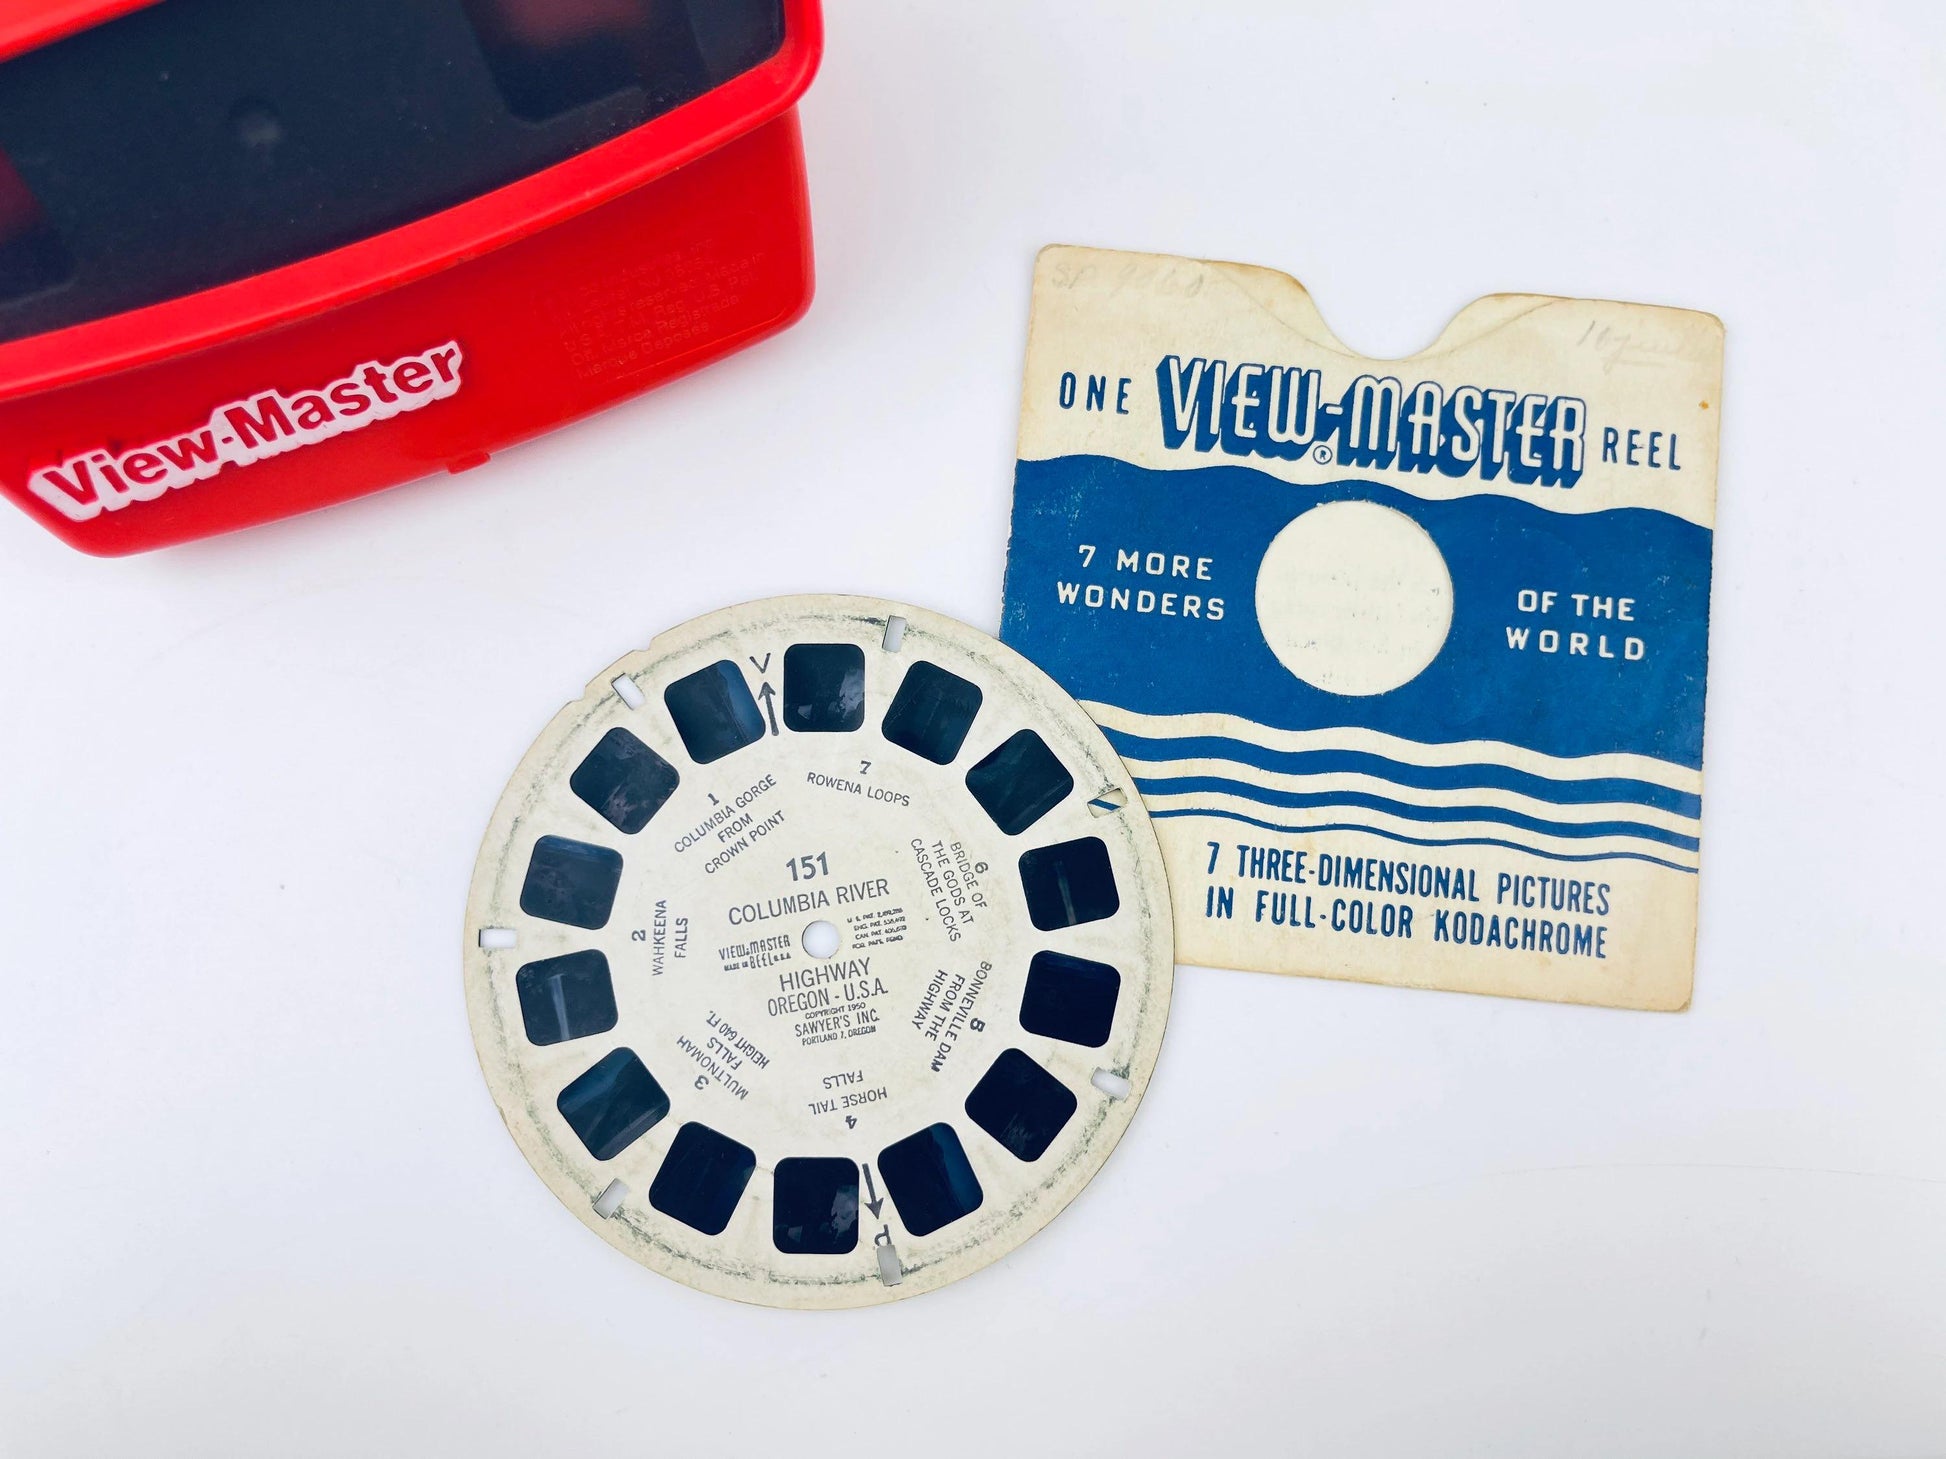 View-Master
U.S.
ONE VIEW-MASTER® REEL
7 MORE
WONDERS
OF THE
WORLD
7 THREE-DIMENSIONAL PICTURES
IN FULL-COLOR KODACHROME
V
1
COLUMBIA GORGE
FROM
CROWN POINT
2
WAHKEENA
FALLS
3
MULTNOMAH
FALLS
HEIGHT 640 FT.
4
HORSE TAIL
FALLS
5
BONNEVILLE DAM
FROM THE
HIGHWAY
6
BRIDGE OF
THE GODS AT
CASCADE LOCKS
7
ROWENA LOOPS
151
COLUMBIA RIVER
VIEW-MASTER
MADE IN REEL U.S.A.
HIGHWAY
OREGON - U.S.A.
COPYRIGHT 1950
SAWYER'S INC.
PORTLAND 7, OREGON
P